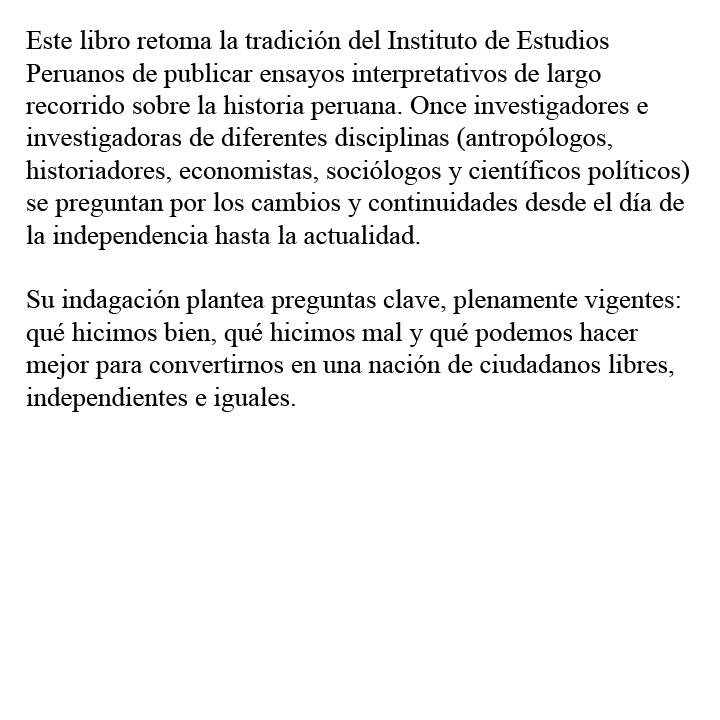 Este libro retoma la tradición del Instituto de Estudios
Peruanos de publicar ensayos interpretativos de largo
recorrido sobre la historia peruana. Once investigadores e
investigadoras de diferentes disciplinas (antropólogos,
historiadores, economistas, sociólogos y científicos políticos)
se preguntan por los cambios y continuidades desde el día de
la independencia hasta la actualidad.
Su indagación plantea preguntas clave, plenamente vigentes:
qué hicimos bien, qué hicimos mal y qué podemos hacer
mejor para convertirnos en una nación de ciudadanos libres,
independientes e iguales.